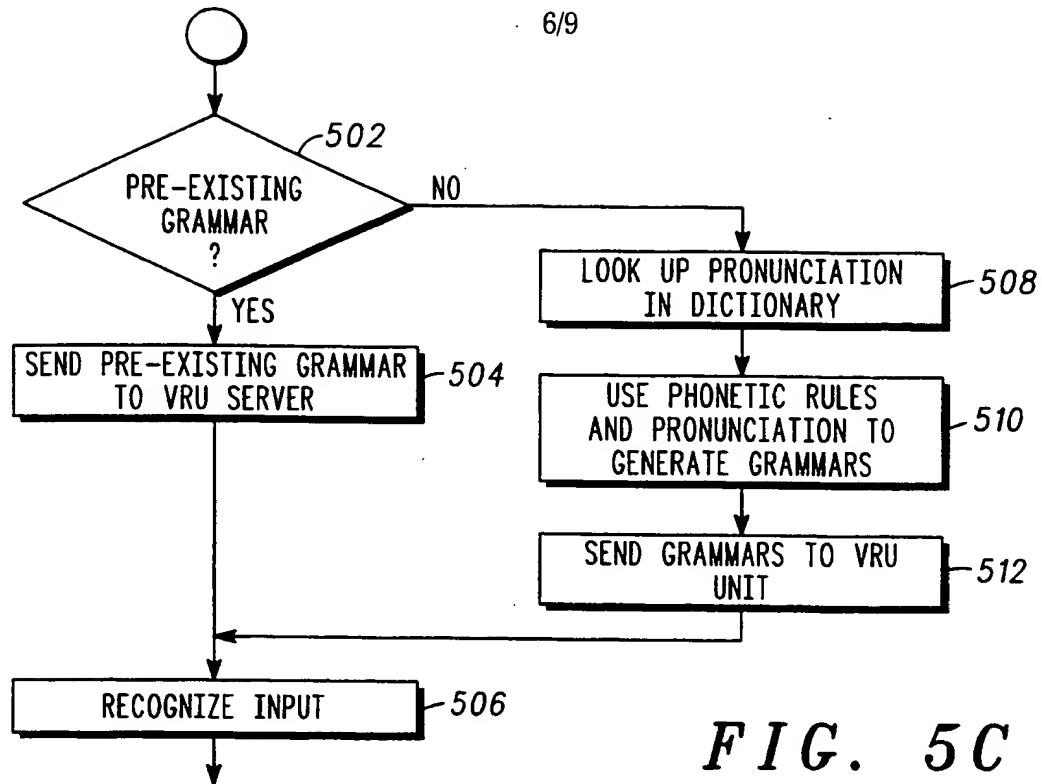 6/9
502
PRE-EXISTING
GRAMMAR
?
NO
YES
SEND PRE-EXISTING GRAMMAR
TO VRU SERVER
504
LOOK UP PRONUNCIATION
IN DICTIONARY
508
USE PHONETIC RULES
AND PRONUNCIATION TO
GENERATE GRAMMARS
510
SEND GRAMMARS TO VRU
UNIT
512
RECOGNIZE INPUT
506
FIG. 5C